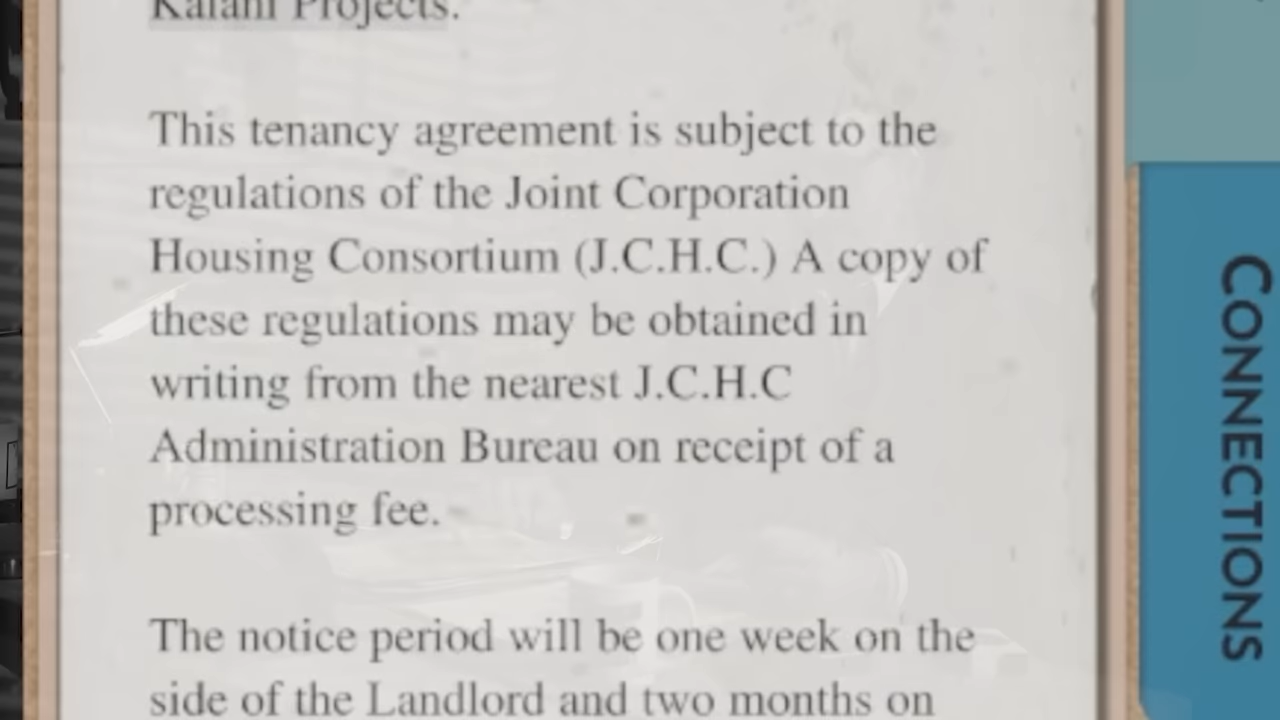 Kalani Projects.
This tenancy agreement is subject to the
regulations of the Joint Corporation
Housing Consortium (J.C.H.C.) A copy of
these regulations may be obtained in
writing from the nearest J.C.H.C
Administration Bureau on receipt of a
processing fee.
The notice period will be one week on the
side of the Landlord and two months on
CONNECTIONS